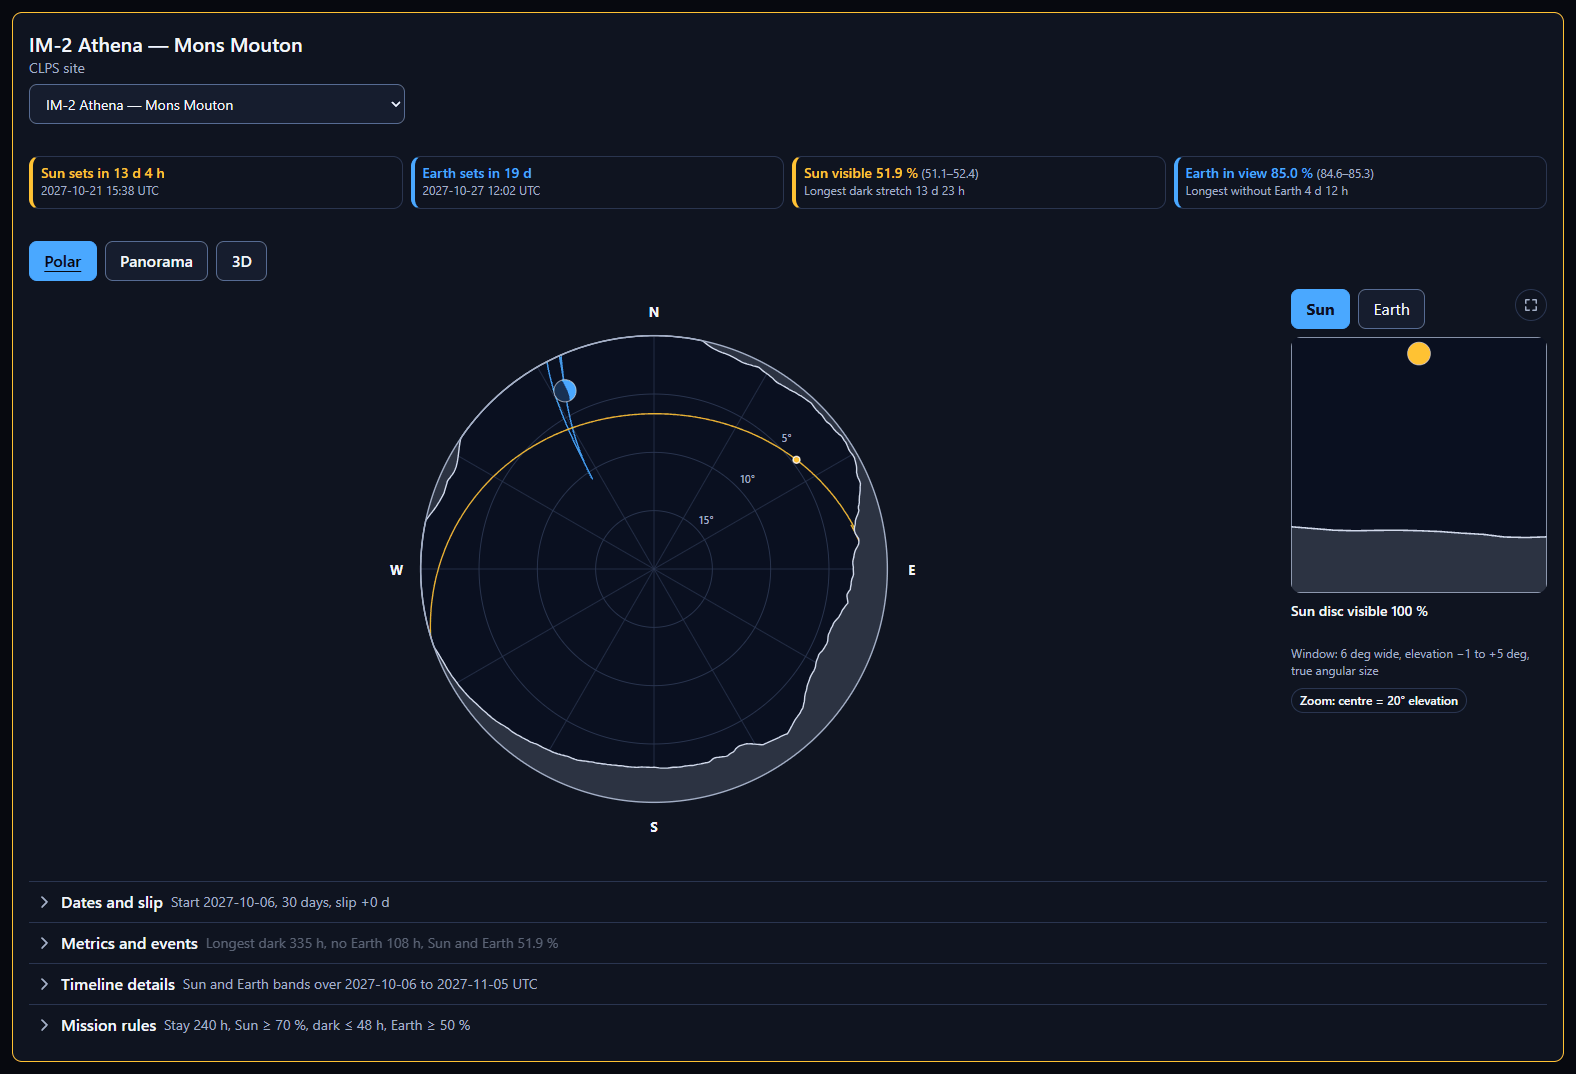 IM-2 Athena — Mons Mouton
CLPS site
IM-2 Athena — Mons Mouton
Sun sets in 13 d 4 h
2027-10-21 15:38 UTC
Earth sets in 19 d
2027-10-27 12:02 UTC
Sun visible 51.9 % (51.1–52.4)
Longest dark stretch 13 d 23 h
Earth in view 85.0 % (84.6–85.3)
Longest without Earth 4 d 12 h
Polar
Panorama
3D
N
5°
10°
15°
W
E
S
Sun
Earth
Sun disc visible 100 %
Window: 6 deg wide, elevation −1 to +5 deg,
true angular size
Zoom: centre = 20° elevation
Dates and slip Start 2027-10-06, 30 days, slip +0 d
Metrics and events Longest dark 335 h, no Earth 108 h, Sun and Earth 51.9 %
Timeline details Sun and Earth bands over 2027-10-06 to 2027-11-05 UTC
Mission rules Stay 240 h, Sun ≥ 70 %, dark ≤ 48 h, Earth ≥ 50 %